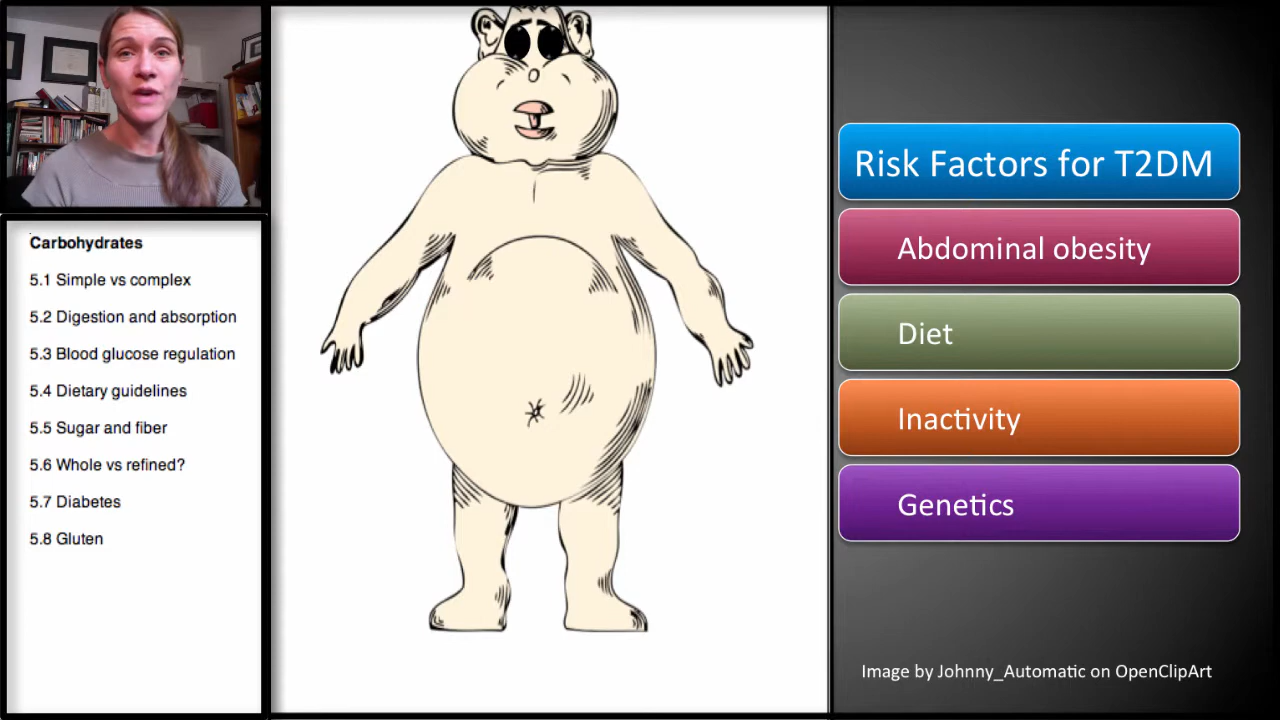 Carbohydrates
5.1 Simple vs complex
5.2 Digestion and absorption
5.3 Blood glucose regulation
5.4 Dietary guidelines
5.5 Sugar and fiber
5.6 Whole vs refined?
5.7 Diabetes
5.8 Gluten
Risk Factors for T2DM
Abdominal obesity
Diet
Inactivity
Genetics
Image by Johnny_Automatic on OpenClipArt